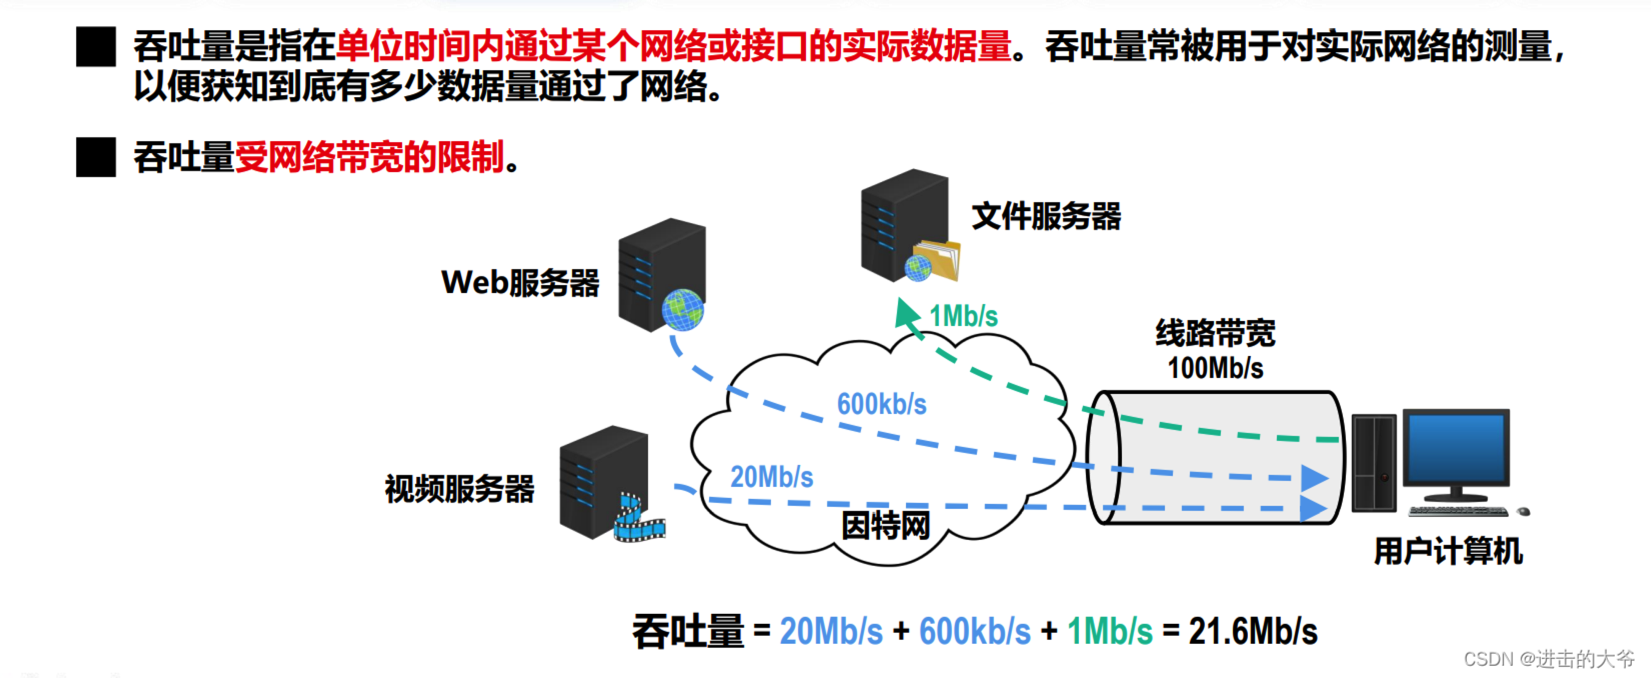 吞吐量是指在单位时间内通过某个网络或接口的实际数据量。吞吐量常被用于对实际网络的测量，
以便获知到底有多少数据量通过了网络。
吞吐量受网络带宽的限制。
文件服务器
Web服务器
1Mb/s
线路带宽
100Mb/s
600kb/s
20Mb/s
视频服务器
因特网
用户计算机
吞吐量 = 20Mb/s + 600kb/s + 1Mb/s = 21.6Mb/s
CSDN @进击的大爷